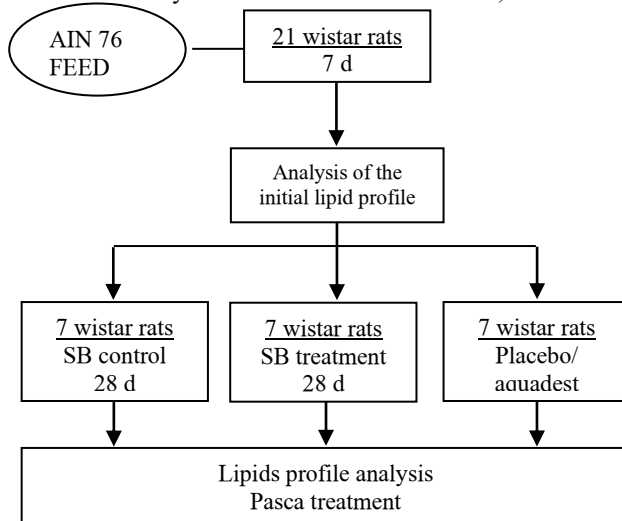 AIN 76
FEED
21 wistar rats
7 d
Analysis of the
initial lipid profile
7 wistar rats
SB control
28 d
7 wistar rats
SB treatment
28 d
7 wistar rats
Placebo/
aquadest
Lipids profile analysis
Pasca treatment